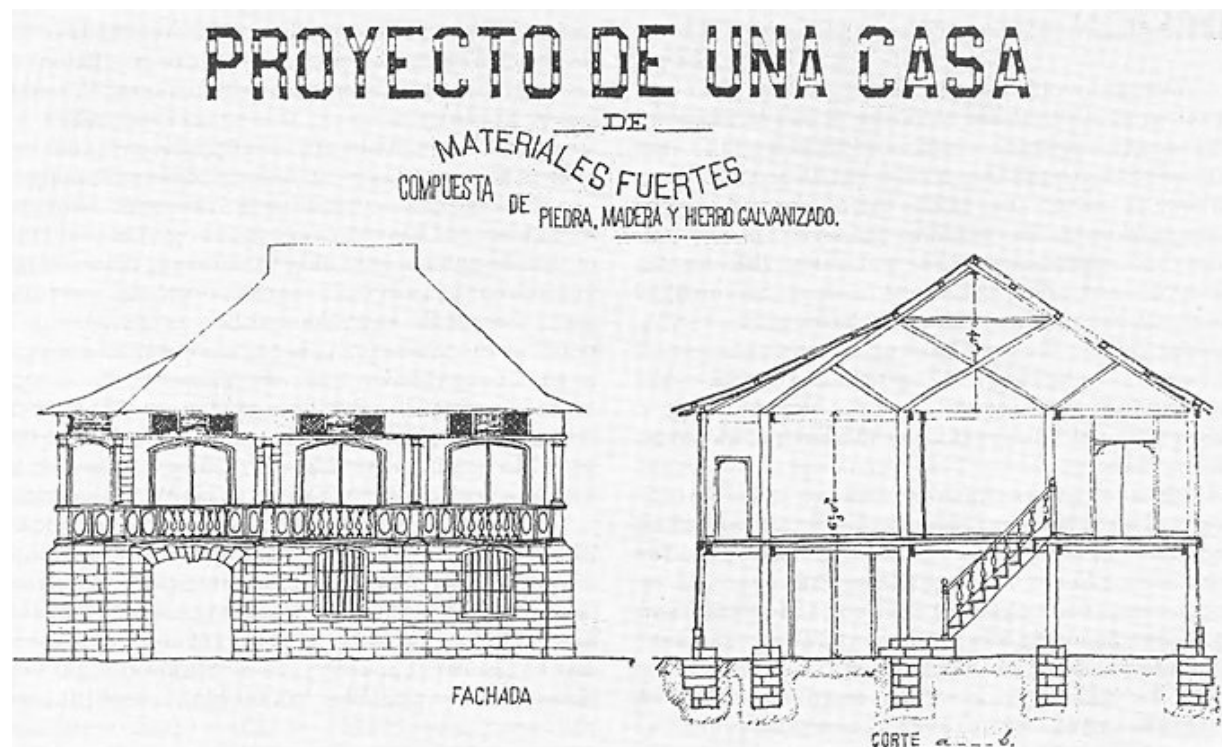 PROYECTO DE UNA CASA
DE
MATERIALES FUERTES
COMPUESTA DE PIEDRA, MADERA Y HIERRO GALVANIZADO.
FACHADA
CORTE a b.